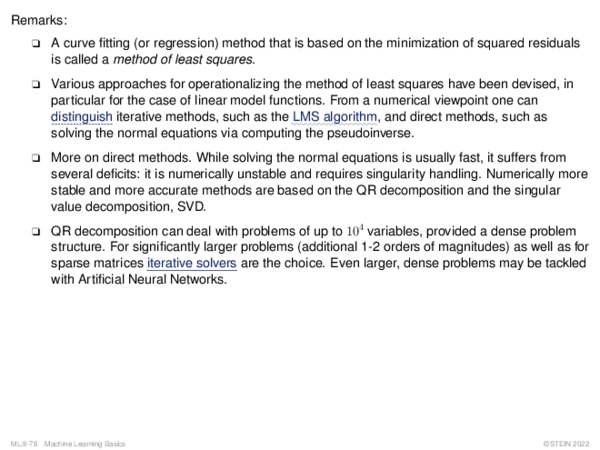 Remarks:
❑ A curve fitting (or regression) method that is based on the minimization of squared residuals
is called a method of least squares.
❑ Various approaches for operationalizing the method of least squares have been devised, in
particular for the case of linear model functions. From a numerical viewpoint one can
distinguish iterative methods, such as the LMS algorithm, and direct methods, such as
solving the normal equations via computing the pseudoinverse.
❑ More on direct methods. While solving the normal equations is usually fast, it suffers from
several deficits: it is numerically unstable and requires singularity handling. Numerically more
stable and more accurate methods are based on the QR decomposition and the singular
value decomposition, SVD.
❑ QR decomposition can deal with problems of up to 10⁴ variables, provided a dense problem
structure. For significantly larger problems (additional 1-2 orders of magnitudes) as well as for
sparse matrices iterative solvers are the choice. Even larger, dense problems may be tackled
with Artificial Neural Networks.
ML:II-78 Machine Learning Basics ©STEIN 2022